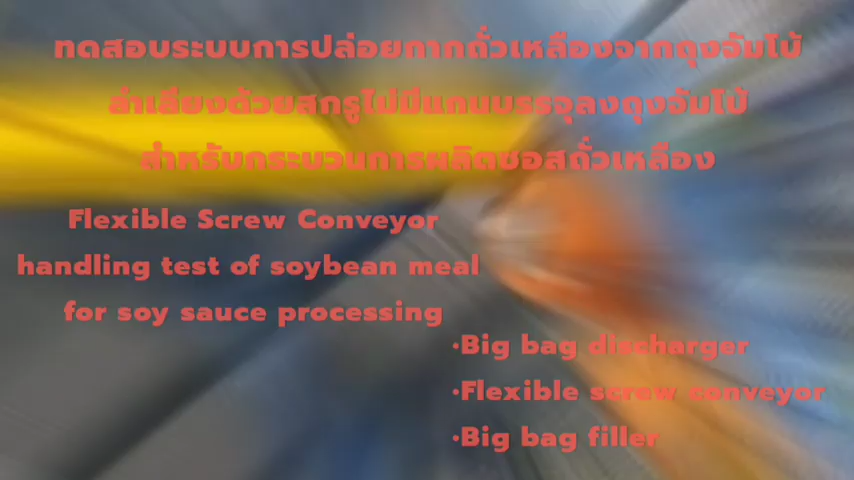 ทดสอบระบบการปล่อยกากถั่วเหลืองจากถุงจัมโบ้
ลำเลียงด้วยสกรูไม่มีแกนบรรจุลงถุงจัมโบ้
สำหรับกระบวนการผลิตซอสถั่วเหลือง
Flexible Screw Conveyor
handling test of soybean meal
for soy sauce processing
•Big bag discharger
•Flexible screw conveyor
•Big bag filler